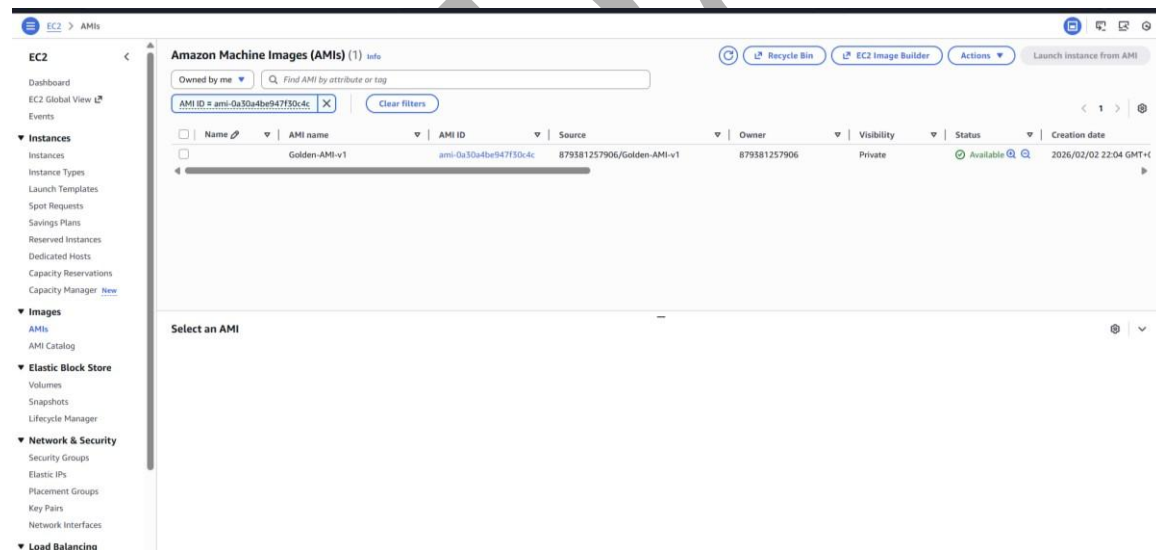 EC2 > AMIs
EC2
Dashboard
EC2 Global View
Events
Instances
Instances
Instance Types
Launch Templates
Spot Requests
Savings Plans
Reserved Instances
Dedicated Hosts
Capacity Reservations
Capacity Manager New
Images
AMIs
AMI Catalog
Elastic Block Store
Volumes
Snapshots
Lifecycle Manager
Network & Security
Security Groups
Elastic IPs
Placement Groups
Key Pairs
Network Interfaces
Load Balancing
Amazon Machine Images (AMIs) (1) Info
Recycle Bin EC2 Image Builder Actions Launch instance from AMI
Owned by me Find AMI by attribute or tag
AMI ID = ami-0a30a4be947f30c4c Clear filters
< 1 >
Name AMI name AMI ID Source Owner Visibility Status Creation date
Golden-AMI-v1 ami-0a30a4be947f30c4c 879381257906/Golden-AMI-v1 879381257906 Private Available 2026/02/02 22:04 GMT+(
Select an AMI